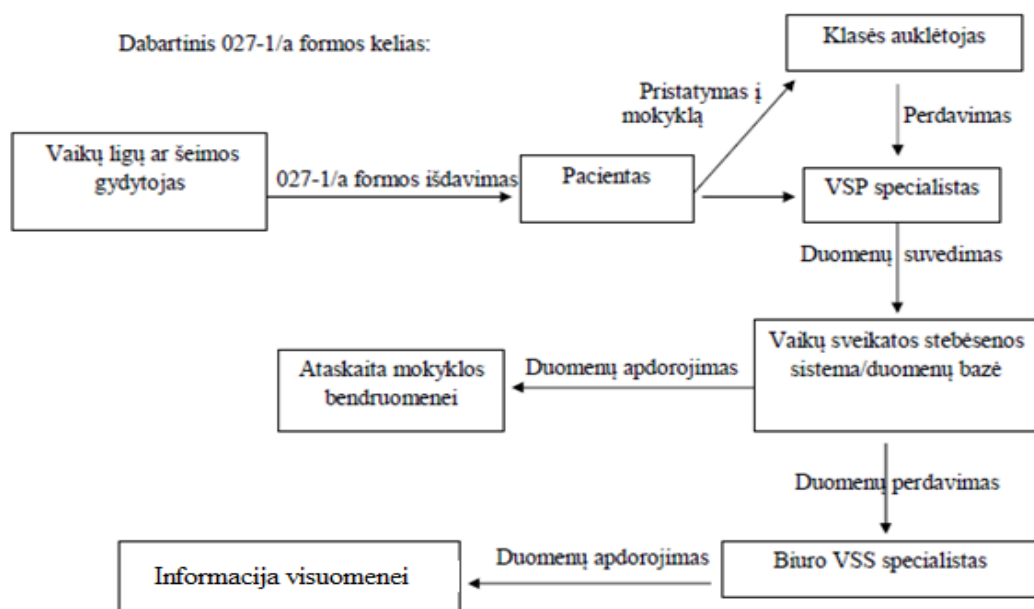 Dabartinis 027-1/a formos kelias:
Klasės auklėtojas
Pristatymas į
mokyklą
Perdavimas
Vaikų ligų ar šeimos
gydytojas
027-1/a formos išdavimas
Pacientas
VSP specialistas
Duomenų suvedimas
Vaikų sveikatos stebėsenos
sistema/duomenų bazė
Duomenų apdorojimas
Ataskaita mokyklos
bendruomenei
Duomenų perdavimas
Biuro VSS specialistas
Duomenų apdorojimas
Informacija visuomenei